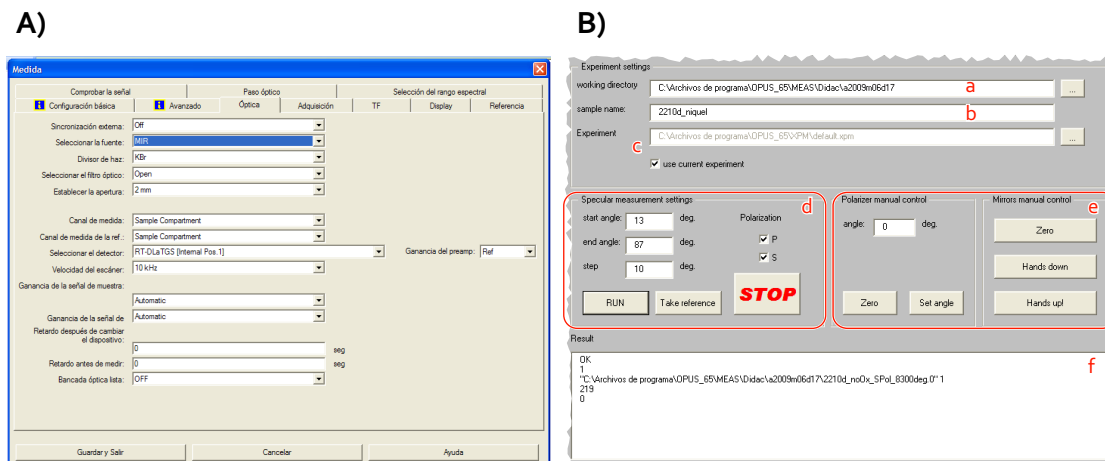 A)
Medida
Comprobar la señal Paso óptico Selección del rango espectral
Configuración básica Avanzado Óptica Adquisición TF Display Referencia
Sincronización externa: Off
Seleccionar la fuente: MIR
Divisor de haz: KBr
Seleccionar el filtro óptico: Open
Establecer la apertura: 2 mm
Canal de medida: Sample Compartment
Canal de medida de la ref.: Sample Compartment
Seleccionar el detector: RT-DLaTGS [Internal Pos.1] Ganancia del preamp: Ref
Velocidad del escáner: 10 kHz
Ganancia de la señal de muestra:
Automatic
Ganancia de la señal de Automatic
Retardo después de cambiar
el dispositivo:
0 seg
Retardo antes de medir: 0 seg
Bancada óptica lista: OFF
Guardar y Salir Cancelar Ayuda
B)
Experiment settings
working directory C:\Archivos de programa\OPUS_65\MEAS\Didac\a2009m06d17 a ...
sample name: 2210d_niquel b
Experiment C:\Archivos de programa\OPUS_65\XPM\default.xpm ...
c
use current experiment
Specular measurement settings d
start angle: 13 deg. Polarization
end angle: 87 deg. P
S
step 10 deg.
RUN Take reference STOP
Polarizer manual control
angle: 0 deg.
Zero Set angle
Mirrors manual control e
Zero
Hands down
Hands up!
Result
OK f
1
"C:\Archivos de programa\OPUS_65\MEAS\Didac\a2009m06d17\2210d_noOx_SPol_8300deg.0" 1
219
0